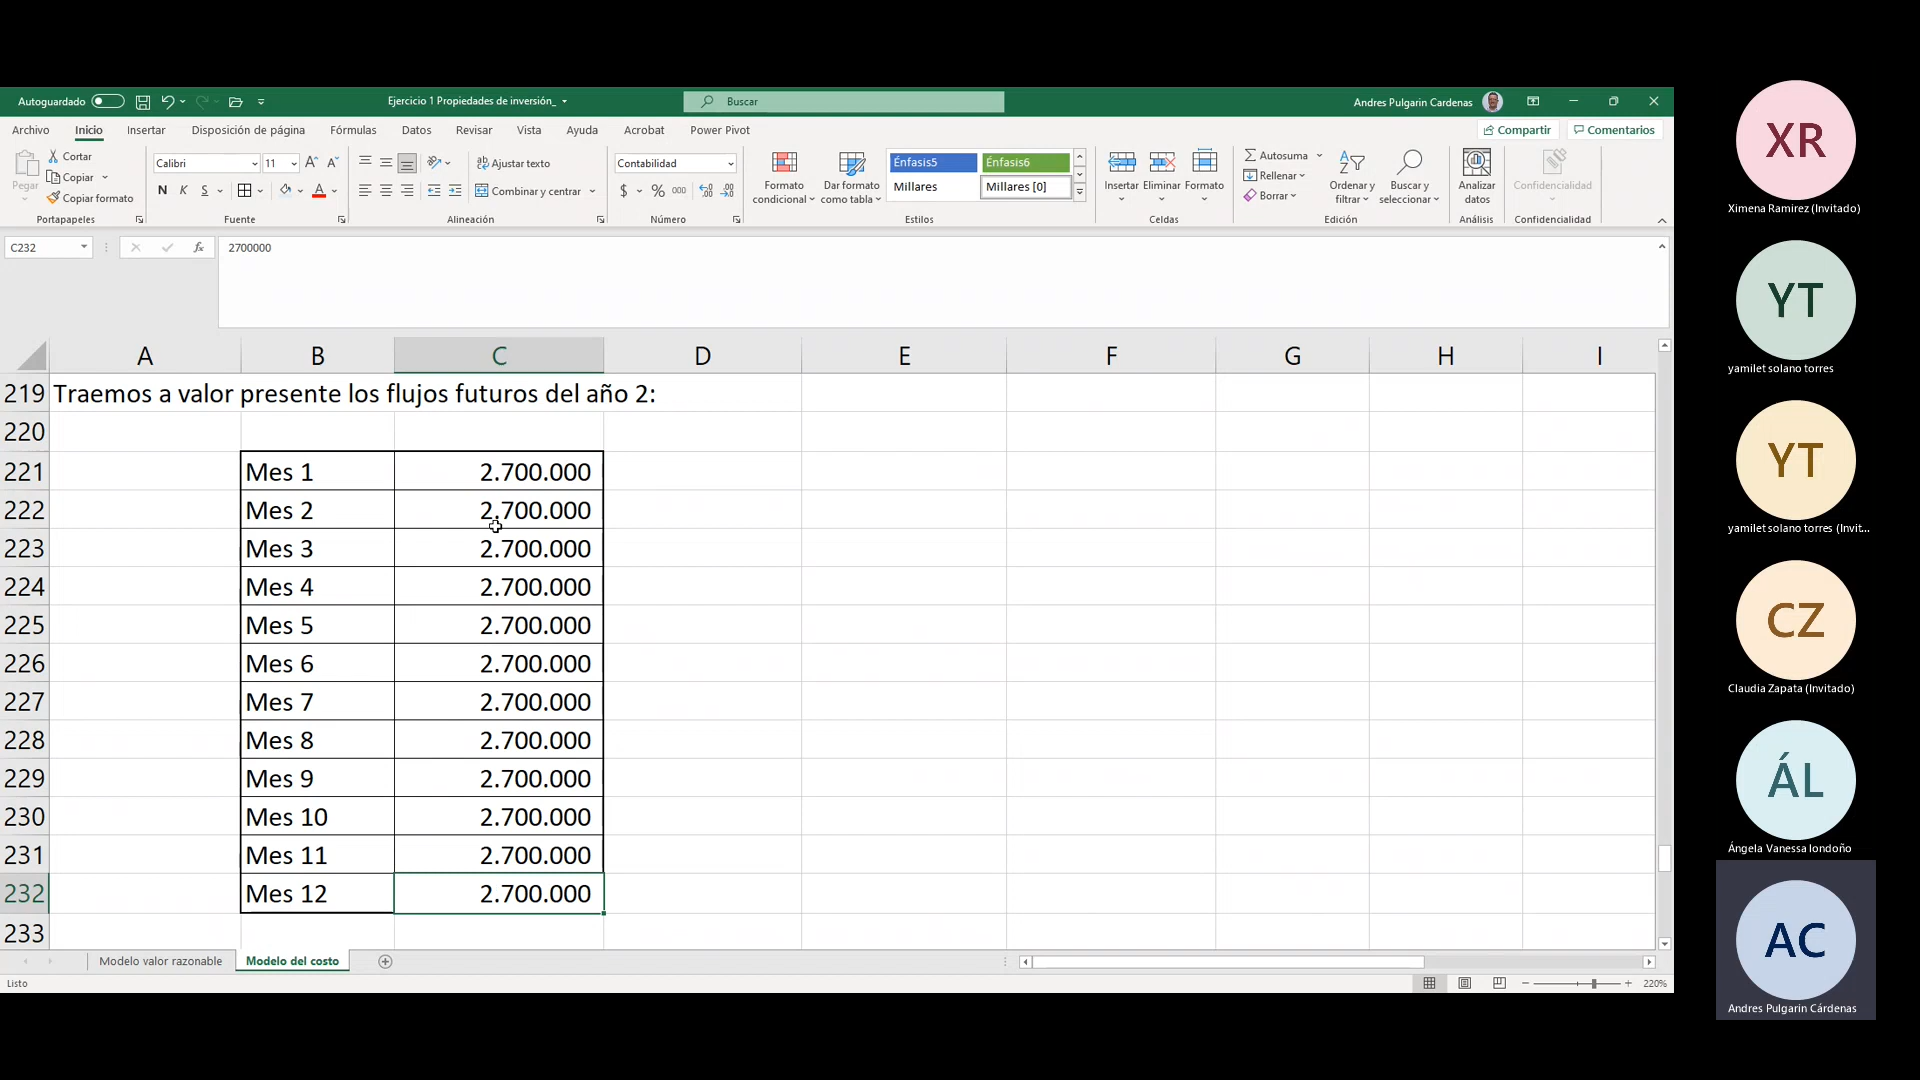 Autoguardado
Ejercicio 1 Propiedades de inversión_
Buscar
Andres Pulgarin Cardenas
Archivo Inicio Insertar Disposición de página Fórmulas Datos Revisar Vista Ayuda Acrobat Power Pivot
Compartir Comentarios
Pegar
Cortar
Copiar
Copiar formato
Portapapeles
Calibri 11
N K S
Fuente
Ajustar texto
Combinar y centrar
Alineación
Contabilidad
$ % 000
Número
Formato condicional
Dar formato como tabla
Énfasis5 Énfasis6
Millares Millares [0]
Estilos
Insertar Eliminar Formato
Celdas
Autosuma
Rellenar
Borrar
Ordenar y filtrar
Buscar y seleccionar
Edición
Analizar datos
Análisis
Confidencialidad
Confidencialidad
C232 fx 2700000
A B C D E F G H I
219 Traemos a valor presente los flujos futuros del año 2:
220
221 Mes 1 2.700.000
222 Mes 2 2.700.000
223 Mes 3 2.700.000
224 Mes 4 2.700.000
225 Mes 5 2.700.000
226 Mes 6 2.700.000
227 Mes 7 2.700.000
228 Mes 8 2.700.000
229 Mes 9 2.700.000
230 Mes 10 2.700.000
231 Mes 11 2.700.000
232 Mes 12 2.700.000
233
Modelo valor razonable Modelo del costo
Listo
220%
XR
Ximena Ramirez (Invitado)
YT
yamilet solano torres
YT
yamilet solano torres (Invit...
CZ
Claudia Zapata (Invitado)
ÁL
Ángela Vanessa londoño
AC
Andres Pulgarin Cárdenas